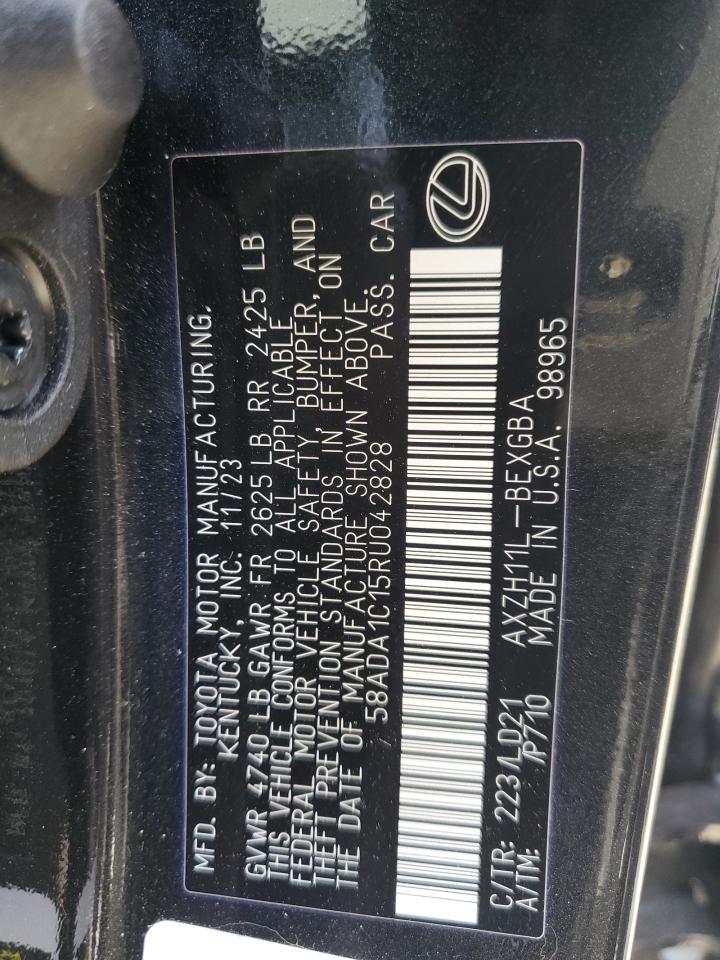 MFD. BY: TOYOTA MOTOR MANUFACTURING,
KENTUCKY, INC. 11/23
GVWR 4740 LB GAWR FR 2625 LB RR 2425 LB
THIS VEHICLE CONFORMS TO ALL APPLICABLE
FEDERAL MOTOR VEHICLE SAFETY, BUMPER, AND
THEFT PREVENTION STANDARDS IN EFFECT ON
THE DATE OF MANUFACTURE SHOWN ABOVE.
58ADA1C15RU042828 PASS. CAR
C/TR: 223/LD21 AXZH11L-BEXGBA
A/TM: /P710 MADE IN U.S.A. 98965